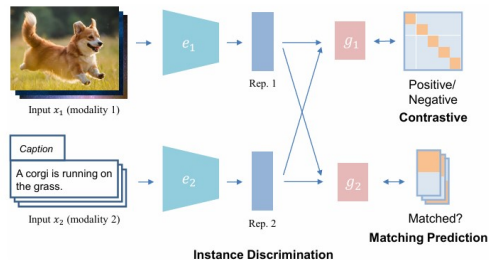 e₁
Rep. 1
g₁
Positive/
Negative
Contrastive
Input x₁ (modality 1)
Caption
A corgi is running on
the grass.
Input x₂ (modality 2)
e₂
Rep. 2
g₂
Matched?
Matching Prediction
Instance Discrimination